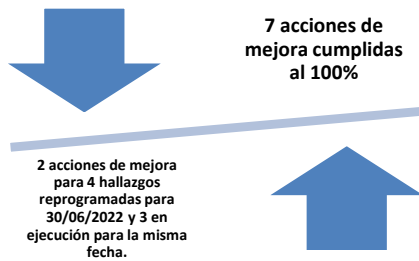 7 acciones de
mejora cumplidas
al 100%
2 acciones de mejora
para 4 hallazgos
reprogramadas para
30/06/2022 y 3 en
ejecución para la misma
fecha.